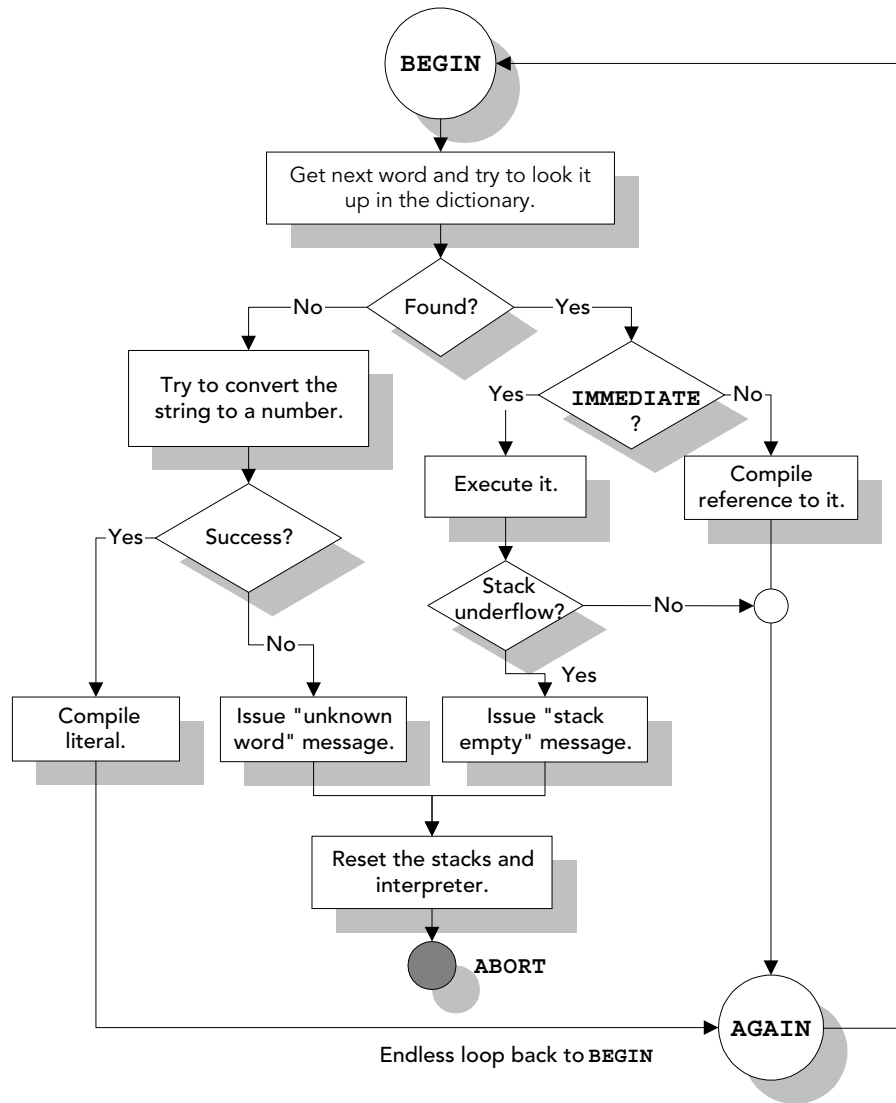 BEGIN
Get next word and try to look it
up in the dictionary.
No
Found?
Yes
Try to convert the
string to a number.
Yes
IMMEDIATE
?
No
Execute it.
Compile
reference to it.
Yes
Success?
Stack
underflow?
No
No
Yes
Compile
literal.
Issue "unknown
word" message.
Issue "stack
empty" message.
Reset the stacks and
interpreter.
ABORT
AGAIN
Endless loop back to BEGIN